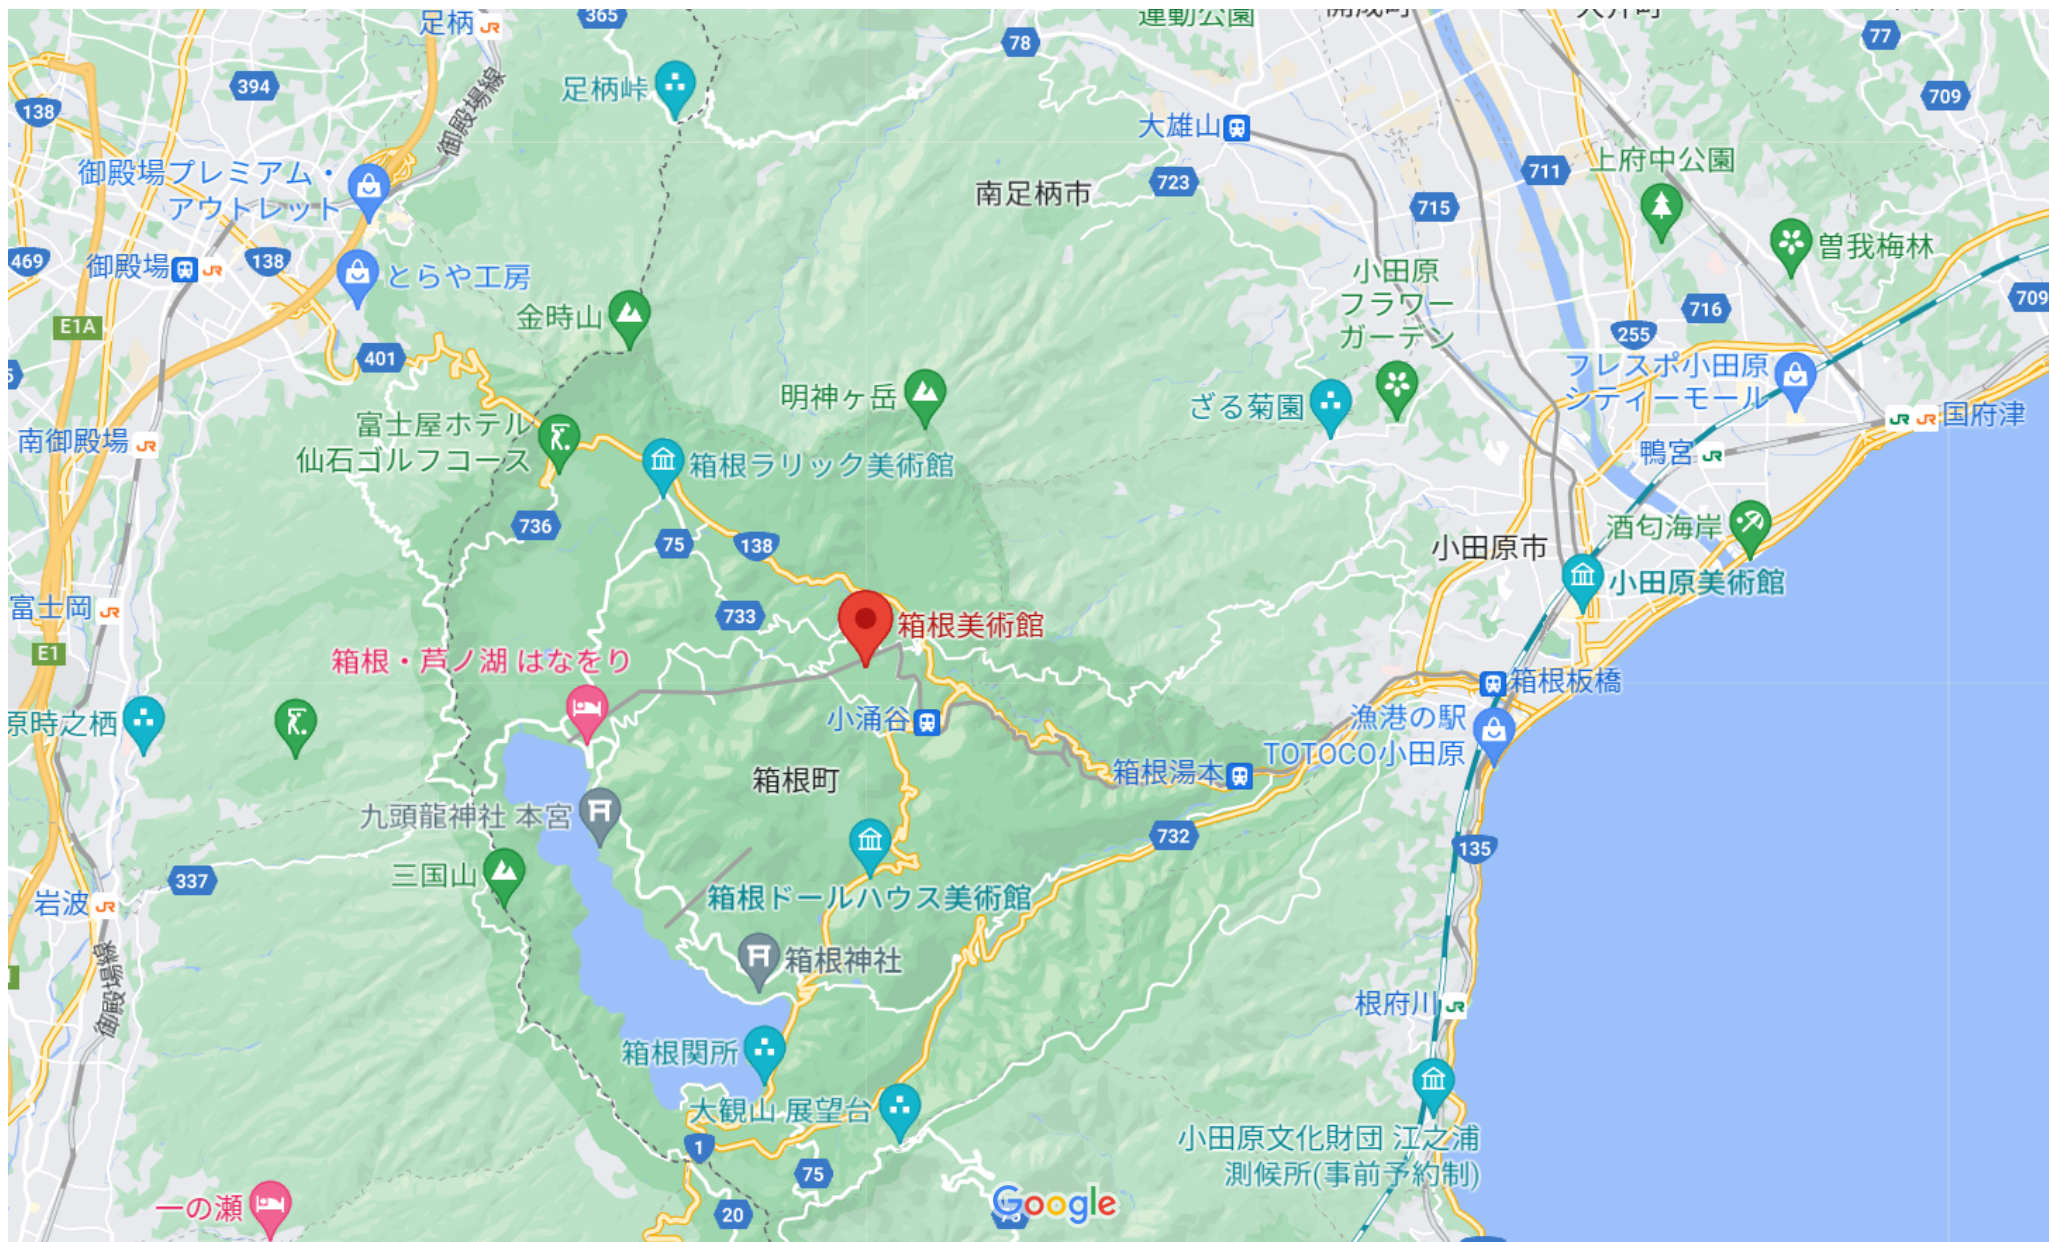 足柄
365
運動公園
78
77
394
138
足柄峠
709
御殿場線
大雄山
御殿場プレミアム・
アウトレット
南足柄市
723
711
上府中公園
715
曽我梅林
469
御殿場
138
とらや工房
小田原
フラワー
ガーデン
709
716
金時山
E1A
255
401
フレスポ小田原
シティーモール
明神ヶ岳
ざる菊園
国府津
富士屋ホテル
仙石ゴルフコース
南御殿場
箱根ラリック美術館
鴨宮
736
75
138
酒匂海岸
小田原市
小田原美術館
富士岡
733
箱根美術館
E1
箱根・芦ノ湖 はなをり
箱根板橋
原時之栖
小涌谷
漁港の駅
TOTOCO小田原
箱根町
箱根湯本
九頭龍神社 本宮
732
135
三国山
337
箱根ドールハウス美術館
岩波
御殿場線
箱根神社
根府川
箱根関所
大観山 展望台
1
小田原文化財団 江之浦
測候所(事前予約制)
75
一の瀬
20
Google